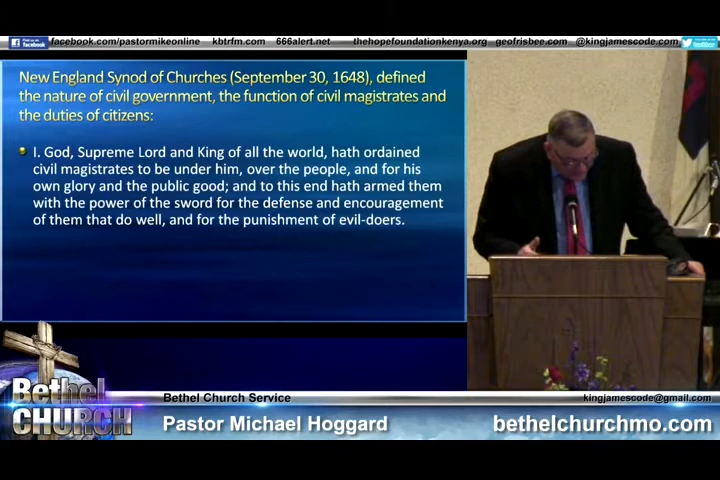 Find us on facebook
facebook.com/pastormikeonline kbtrfm.com 666alert.net thehopefoundationkenya.org geofrisbee.com @kingjamescode.com twitter
New England Synod of Churches (September 30, 1648), defined
the nature of civil government, the function of civil magistrates and
the duties of citizens:
I. God, Supreme Lord and King of all the world, hath ordained
civil magistrates to be under him, over the people, and for his
own glory and the public good; and to this end hath armed them
with the power of the sword for the defense and encouragement
of them that do well, and for the punishment of evil-doers.
Bethel
CHURCH
Bethel Church Service
kingjamescode@gmail.com
Pastor Michael Hoggard
bethelchurchmo.com